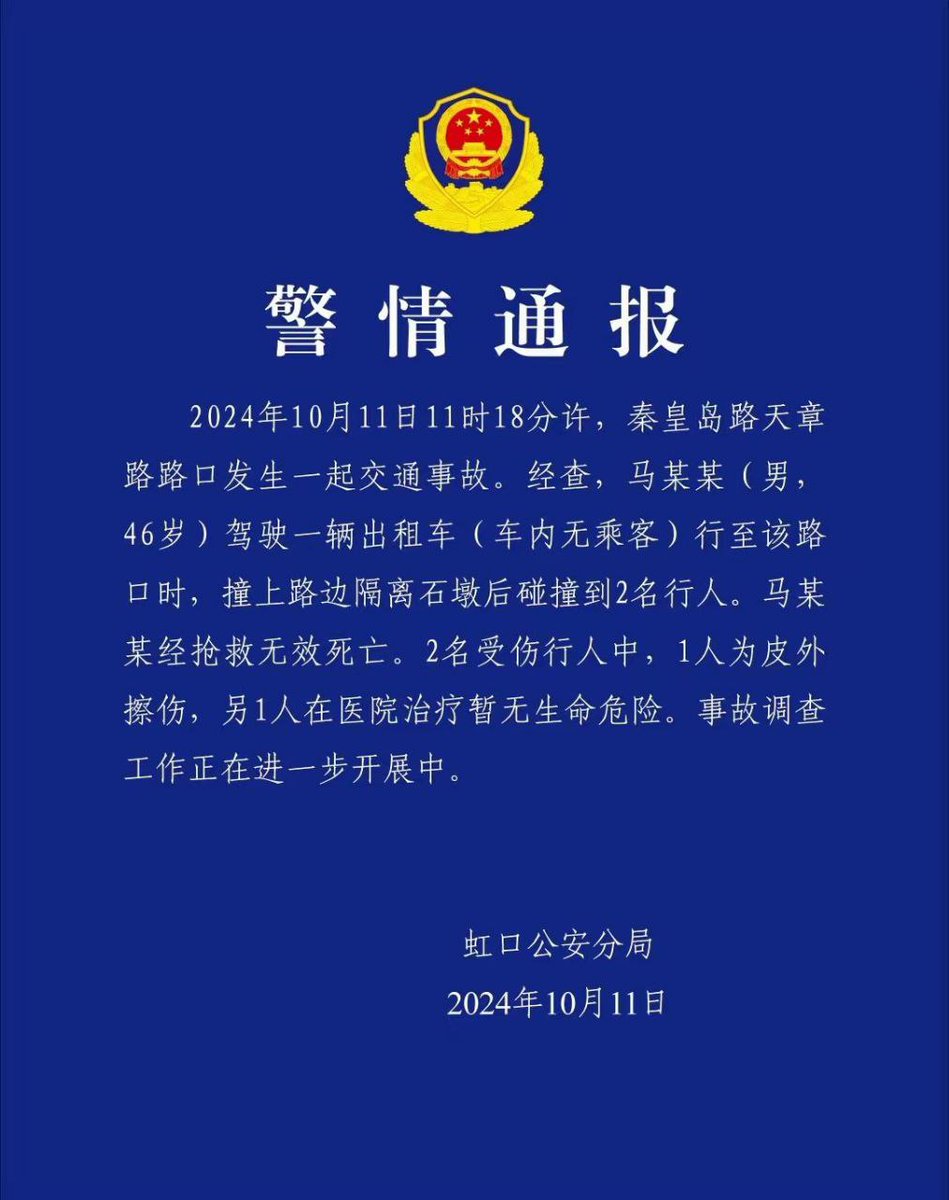 警情通报
2024年10月11日11时18分许，秦皇岛路天章
路路口发生一起交通事故。经查，马某某（男，
46岁）驾驶一辆出租车（车内无乘客）行至该路
口时，撞上路边隔离石墩后碰撞到2名行人。马某
某经抢救无效死亡。2名受伤行人中，1人为皮外
擦伤，另1人在医院治疗暂无生命危险。事故调查
工作正在进一步开展中。
虹口公安分局
2024年10月11日